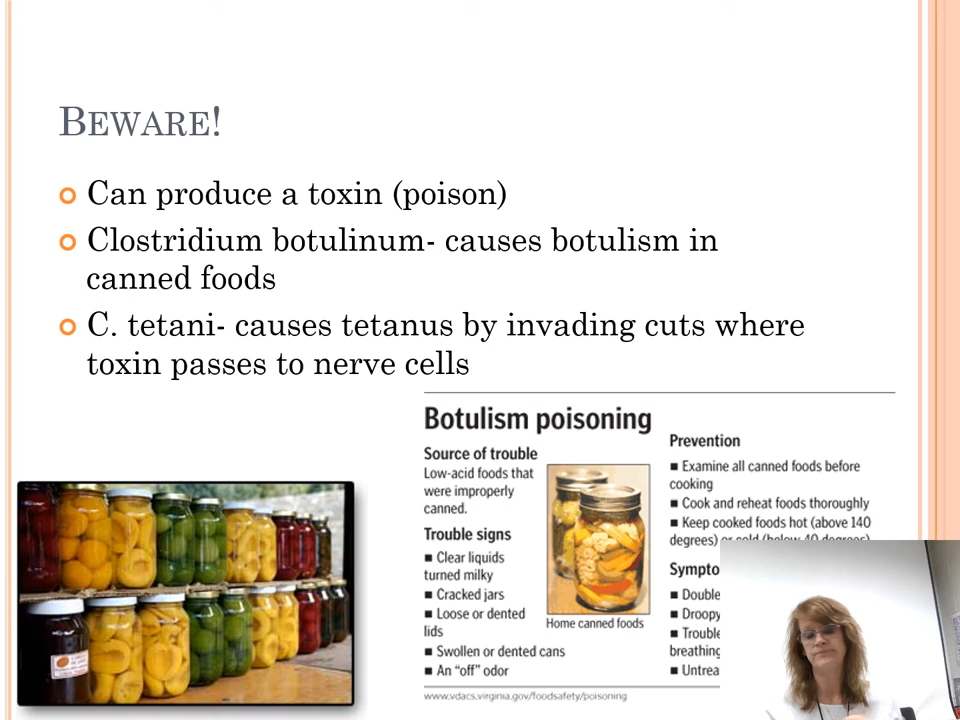 BEWARE!
Can produce a toxin (poison)
Clostridium botulinum- causes botulism in
canned foods
C. tetani- causes tetanus by invading cuts where
toxin passes to nerve cells
Botulism poisoning
Source of trouble
Low-acid foods that
were improperly
canned.
Trouble signs
■ Clear liquids
turned milky
■ Cracked jars
■ Loose or dented
lids
■ Swollen or dented cans
■ An “off” odor
Home canned foods
Prevention
■ Examine all canned foods before
cooking
■ Cook and reheat foods thoroughly
■ Keep cooked foods hot (above 140
degrees) or cold (below 40 degrees)
Sympto
■ Double
■ Droopy
■ Trouble
breathing
■ Untrea
www.vdacs.virginia.gov/foodsafety/poisoning